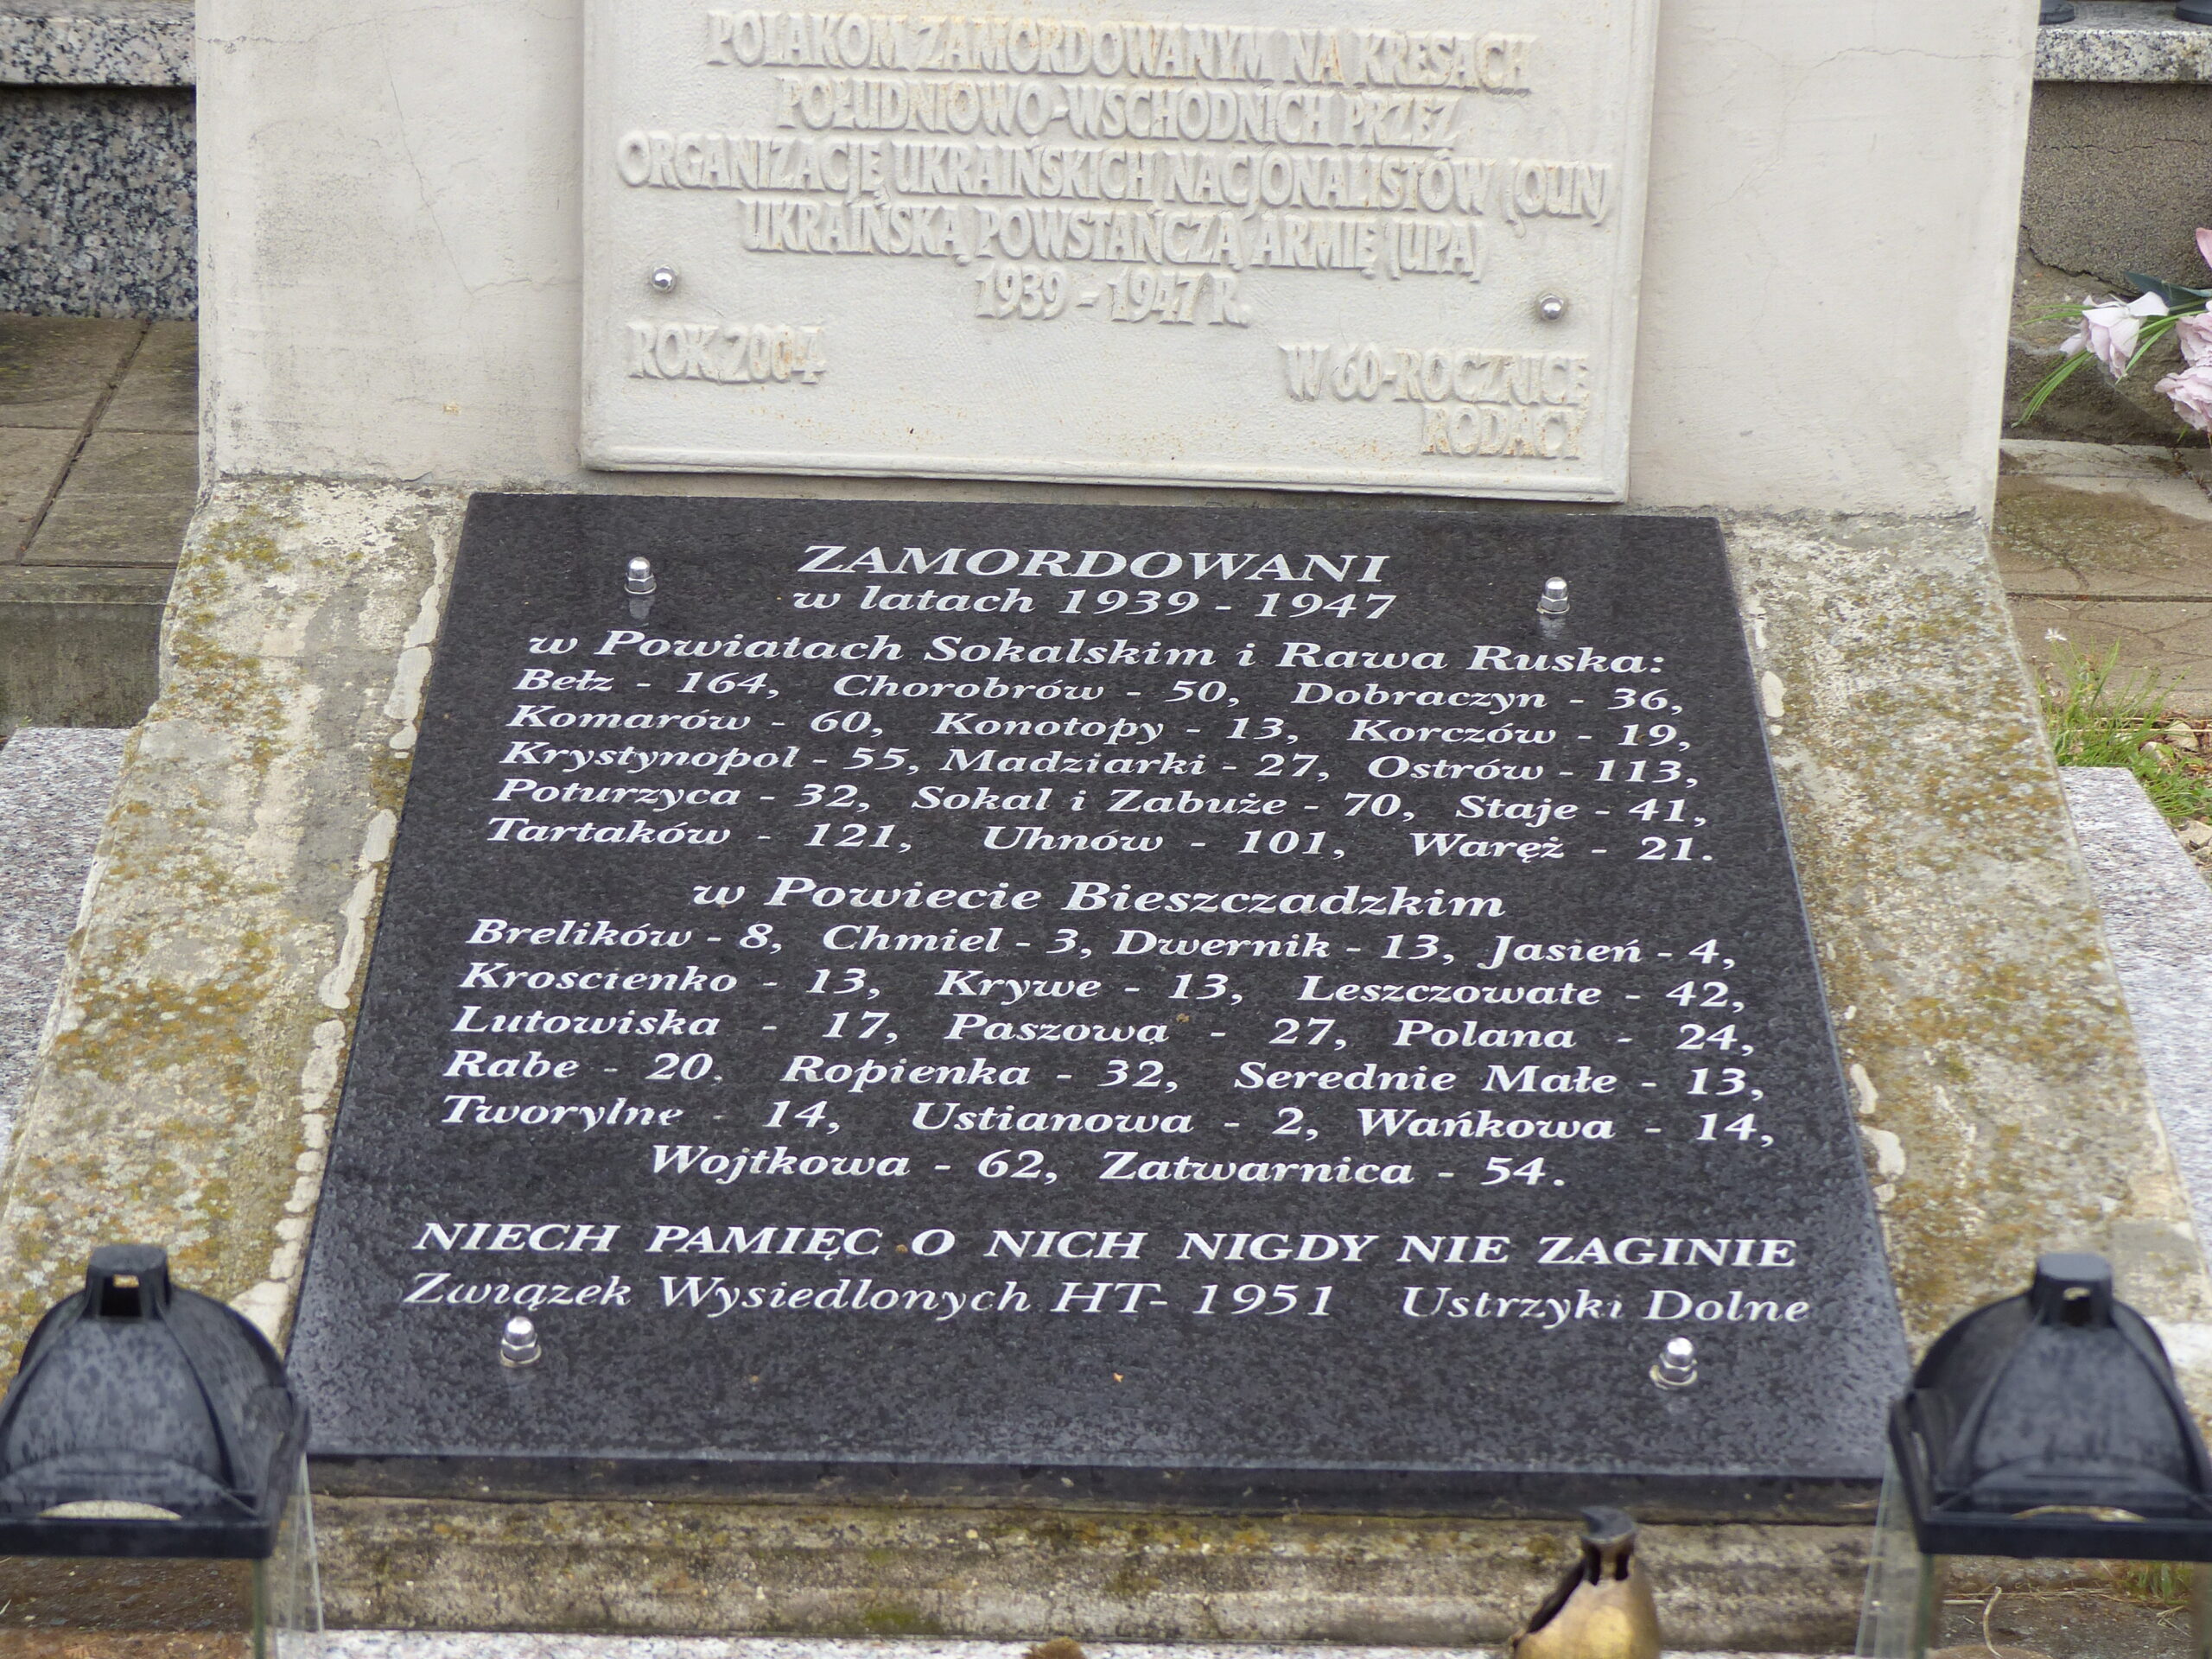 POLAKOM ZAMORDOWANYM NA KRESACH
POŁUDNIOWO-WSCHODNICH PRZEZ
ORGANIZACJĘ UKRAIŃSKICH NACJONALISTÓW (OUN)
UKRAIŃSKĄ POWSTAŃCZĄ ARMIĘ (UPA)
1939 - 1947 R.
ROK 2004
W 60-ROCZNICE
RODACY
ZAMORDOWANI
w latach 1939 - 1947
w Powiatach Sokalskim i Rawa Ruska:
Bełz - 164, Chorobrów - 50, Dobraczyn - 36,
Komarów - 60, Konotopy - 13, Korczów - 19,
Krystynopol - 55, Madziarki - 27, Ostrów - 113,
Poturzyca - 32, Sokal i Zabuże - 70, Staje - 41,
Tartaków - 121, Uhnów - 101, Waręż - 21.
w Powiecie Bieszczadzkim
Brelików - 8, Chmiel - 3, Dwernik - 13, Jasień - 4,
Kroscienko - 13, Krywe - 13, Leszczowate - 42,
Lutowiska - 17, Paszowa - 27, Polana - 24,
Rabe - 20, Ropienka - 32, Serednie Małe - 13,
Tworylne - 14, Ustianowa - 2, Wańkowa - 14,
Wojtkowa - 62, Zatwarnica - 54.
NIECH PAMIĘC O NICH NIGDY NIE ZAGINIE
Związek Wysiedlonych HT- 1951 Ustrzyki Dolne